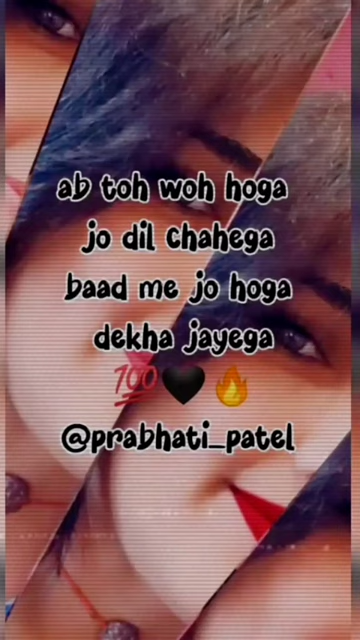 ab toh woh hoga
jo dil chahega
baad me jo hoga
dekha jayega
💯🖤🔥
@prabhati_patel